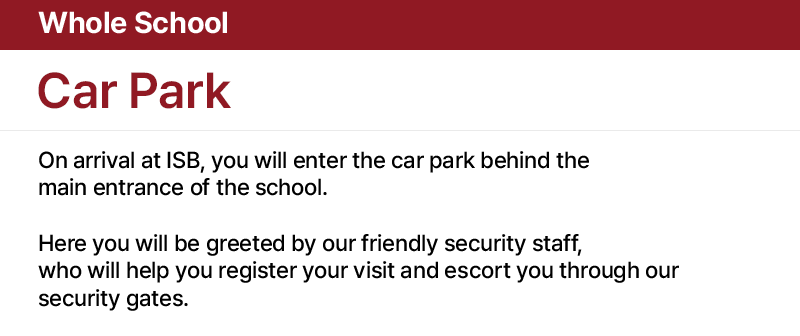 Whole School
Car Park
On arrival at ISB, you will enter the car park behind the
main entrance of the school.
Here you will be greeted by our friendly security staff,
who will help you register your visit and escort you through our
security gates.